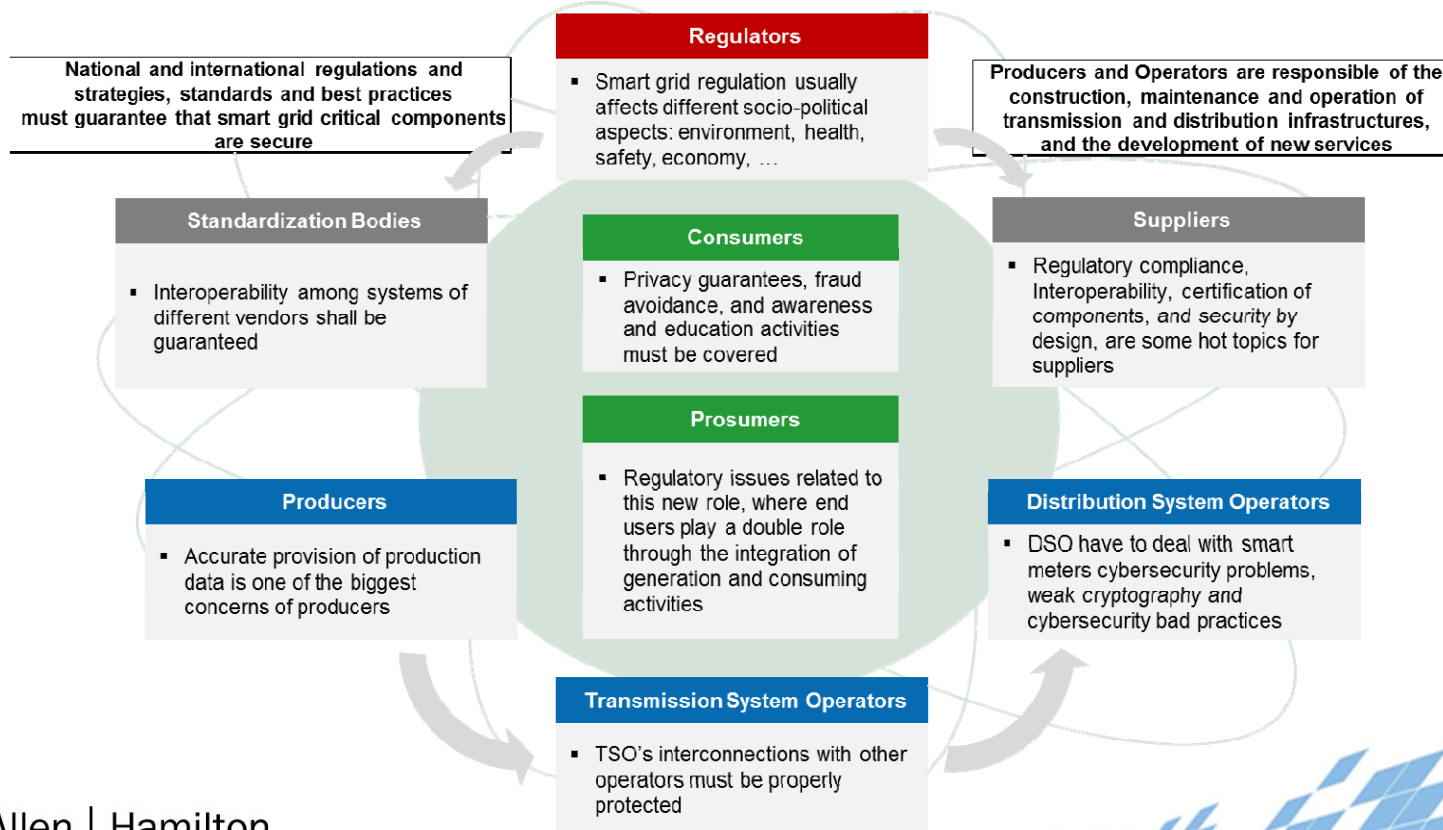 Regulators
▪ Smart grid regulation usually
affects different socio-political
aspects: environment, health,
safety, economy, …
National and international regulations and
strategies, standards and best practices
must guarantee that smart grid critical components
are secure
Producers and Operators are responsible of the
construction, maintenance and operation of
transmission and distribution infrastructures,
and the development of new services
Standardization Bodies
▪ Interoperability among systems of
different vendors shall be
guaranteed
Consumers
▪ Privacy guarantees, fraud
avoidance, and awareness
and education activities
must be covered
Suppliers
▪ Regulatory compliance,
Interoperability, certification of
components, and security by
design, are some hot topics for
suppliers
Prosumers
▪ Regulatory issues related to
this new role, where end
users play a double role
through the integration of
generation and consuming
activities
Producers
▪ Accurate provision of production
data is one of the biggest
concerns of producers
Distribution System Operators
▪ DSO have to deal with smart
meters cybersecurity problems,
weak cryptography and
cybersecurity bad practices
Transmission System Operators
▪ TSO's interconnections with other
operators must be properly
protected
Allen | Hamilton